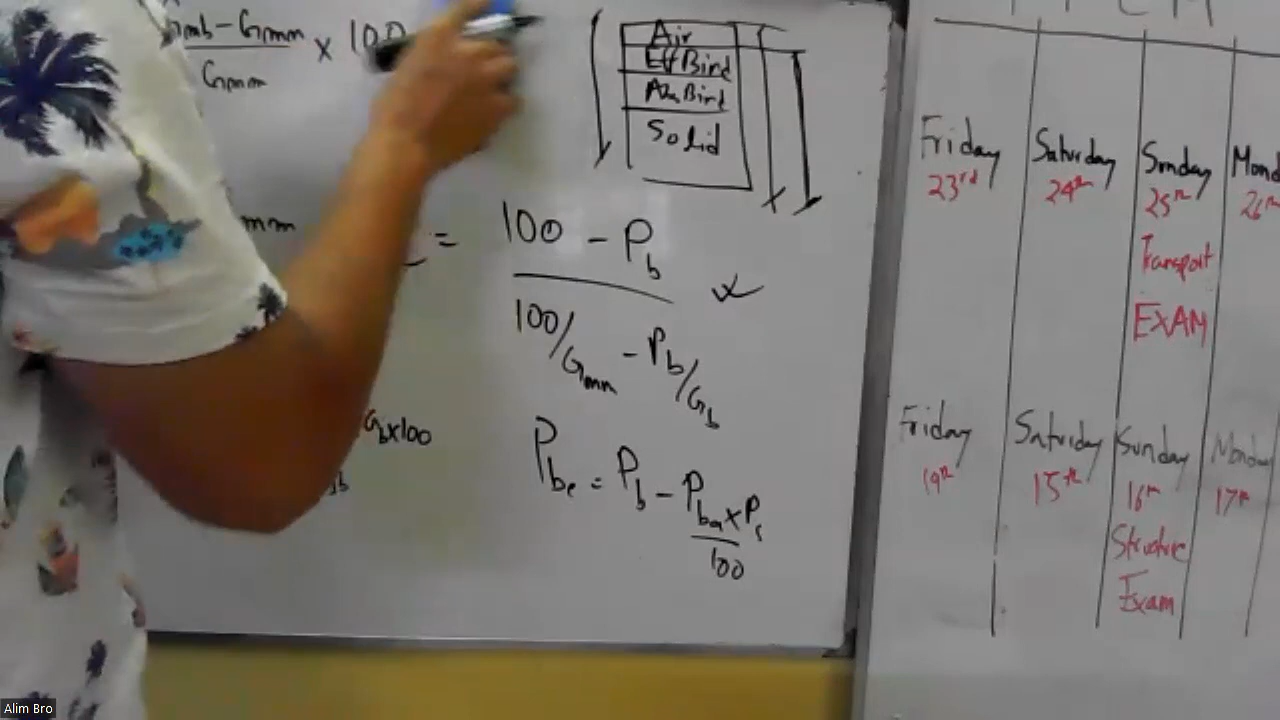 Gmb - Gmm × 100
Gmm
Air
Eff Bind
Abs Bind
Solid
mm
= 100 - Pb
100/Gmm - Pb/Gb
Gb×100
Pbe = Pb - Pba × Ps
100
Friday Saturday Sunday Mond
23rd 24th 25th 26th
Transport
EXAM
Friday Saturday Sunday Monday
15th 16th 17th
Structure
Exam
Alim Bro